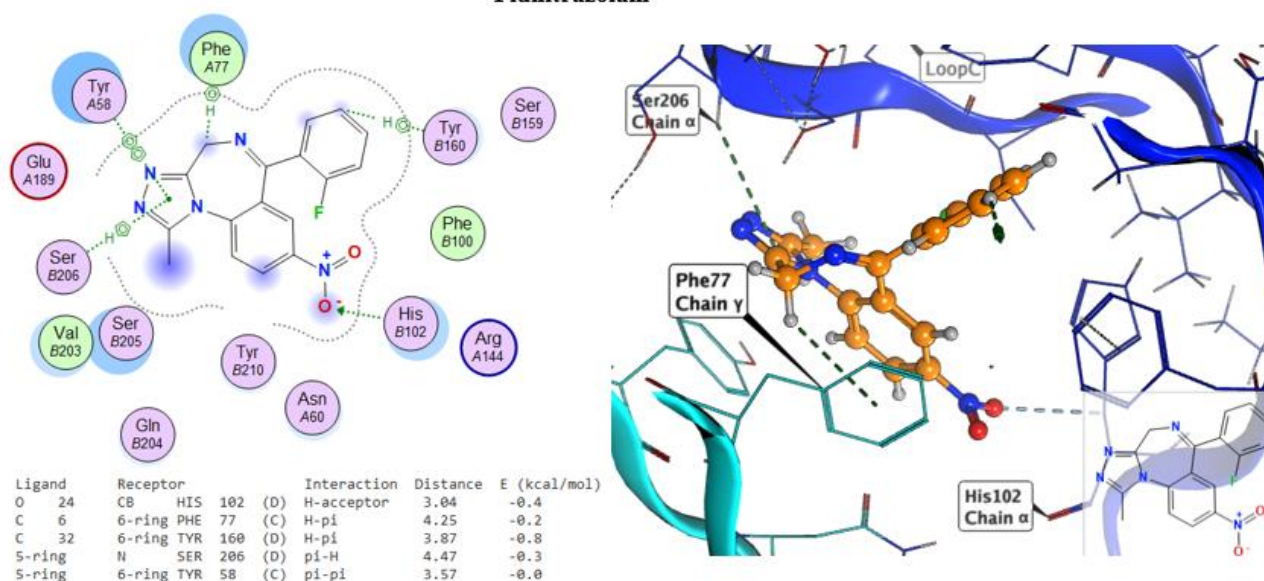 Phe
A77
Tyr
A58
H
N
Tyr
B160
H
Ser
B159
Glu
A189
N
N
N
F
Phe
B100
H
Ser
B206
N+
O
O-
His
B102
Arg
A144
Val
B203
Ser
B205
Tyr
B210
Asn
A60
Gln
B204
Ligand Receptor Interaction Distance E (kcal/mol)
O 24 CB HIS 102 (D) H-acceptor 3.04 -0.4
C 6 6-ring PHE 77 (C) H-pi 4.25 -0.2
C 32 6-ring TYR 160 (D) H-pi 3.87 -0.8
5-ring N SER 206 (D) pi-H 4.47 -0.3
5-ring 6-ring TYR 58 (C) pi-pi 3.57 -0.0
LoopC
Ser206
Chain α
Phe77
Chain γ
His102
Chain α
N
N
N
N
F
N+
O
O-